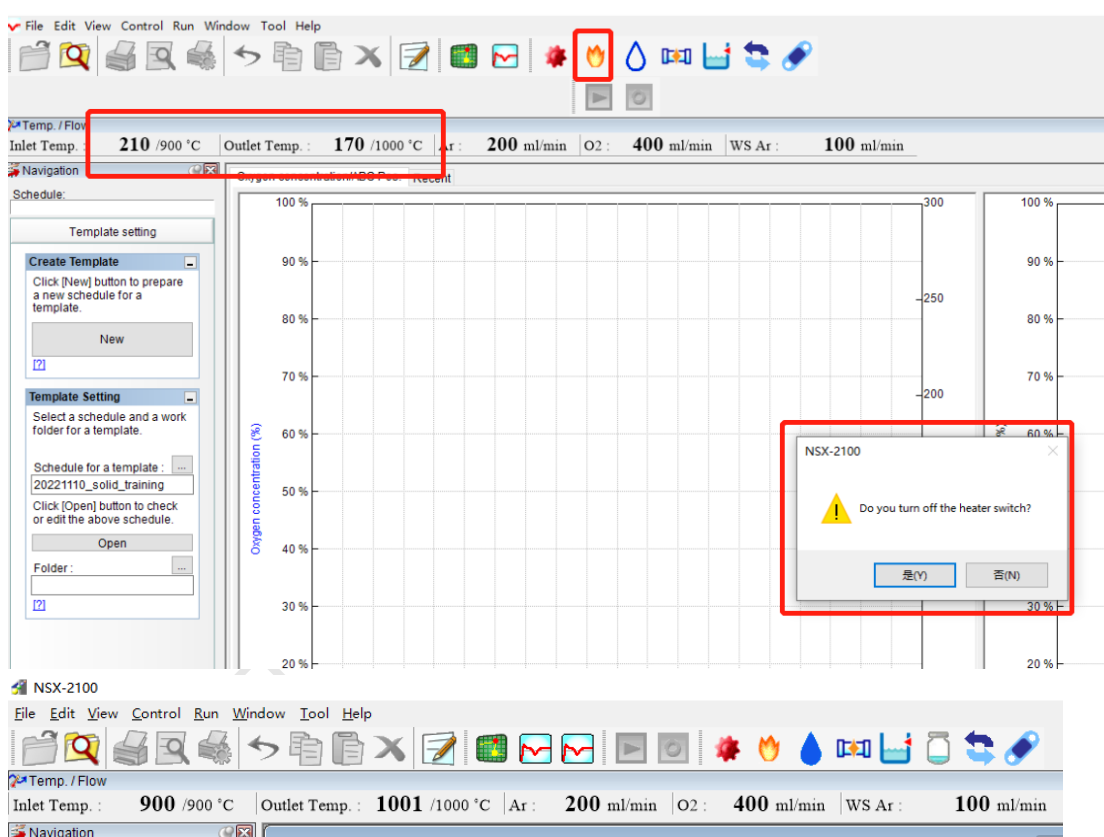 File Edit View Control Run Window Tool Help
Temp. / Flow
Inlet Temp. : 210 /900 °C Outlet Temp. : 170 /1000 °C Ar : 200 ml/min O2 : 400 ml/min WS Ar : 100 ml/min
Navigation
Recent
Schedule:
Template setting
Create Template
Click [New] button to prepare
a new schedule for a
template.
New
[?]
Template Setting
Select a schedule and a work
folder for a template.
Schedule for a template : ...
20221110_solid_training
Click [Open] button to check
or edit the above schedule.
Open
Folder : ...
[?]
Oxygen concentration (%)
100 %
90 %
80 %
70 %
60 %
50 %
40 %
30 %
20 %
300
250
200
100 %
90 %
80 %
70 %
60 %
30 %
20 %
NSX-2100
Do you turn off the heater switch?
是(Y) 否(N)
NSX-2100
File Edit View Control Run Window Tool Help
Temp. / Flow
Inlet Temp. : 900 /900 °C Outlet Temp. : 1001 /1000 °C Ar : 200 ml/min O2 : 400 ml/min WS Ar : 100 ml/min
Navigation